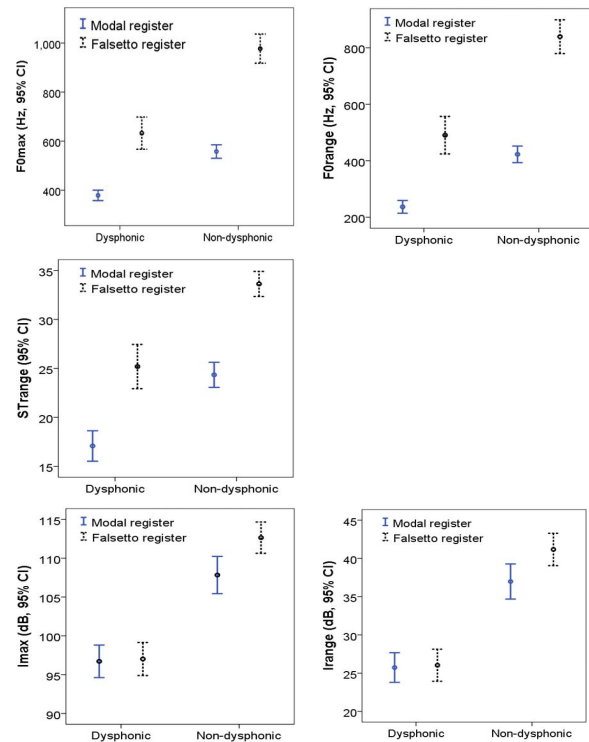 F0max (Hz, 95% CI)
Modal register
Falsetto register
1,000
800
600
400
Dysphonic Non-dysphonic
F0range (Hz, 95% CI)
Modal register
Falsetto register
800
600
400
200
Dysphonic Non-dysphonic
STrange (95% CI)
Modal register
Falsetto register
35
30
25
20
15
Dysphonic Non-dysphonic
Imax (dB, 95% CI)
Modal register
Falsetto register
115
110
105
100
95
90
Dysphonic Non-dysphonic
Irange (dB, 95% CI)
Modal register
Falsetto register
45
40
35
30
25
20
Dysphonic Non-dysphonic